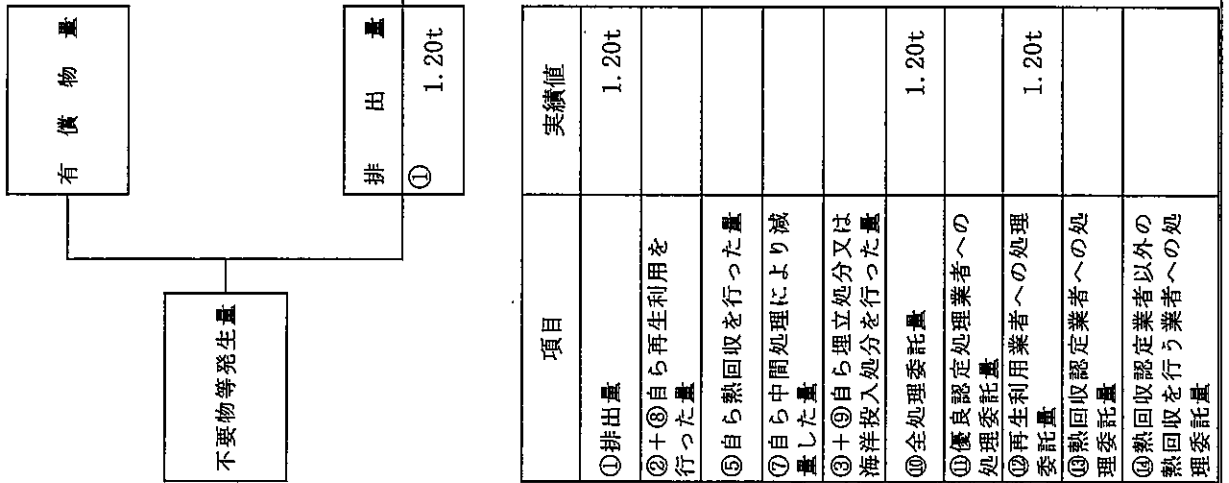 不要物等発生量
有償物量
排出量
①
1.20t
項目
実績値
①排出量
1.20t
②+⑧自ら再生利用を
行った量
⑤自ら熱回収を行った量
⑦自ら中間処理により減
量した量
③+⑨自ら埋立処分又は
海洋投入処分を行った量
⑩全処理委託量
1.20t
⑪優良認定処理業者への
処理委託量
⑫再生利用業者への処理
委託量
1.20t
⑬熱回収認定業者への処
理委託量
⑭熱回収認定業者以外の
熱回収を行う業者への処
理委託量